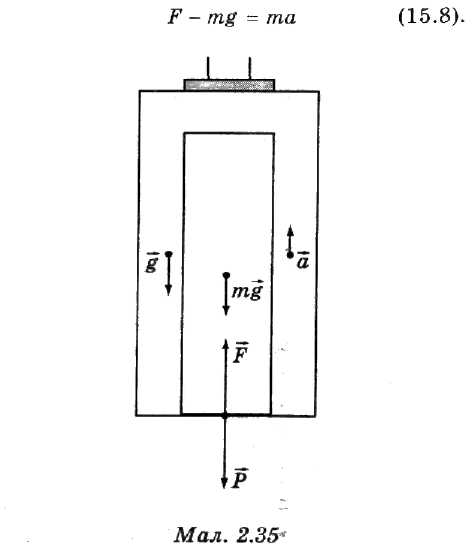 F − mg = ma (15.8).
g⃗
a⃗
mg⃗
F⃗
P⃗
Мал. 2.35